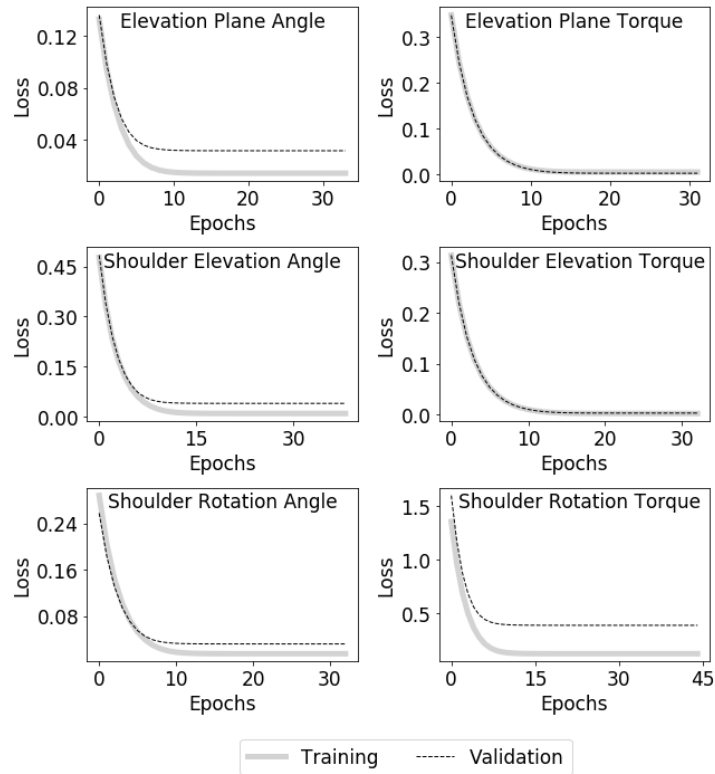 Elevation Plane Angle
0.12
0.08
0.04
Loss
0 10 20 30
Epochs
Elevation Plane Torque
0.3
0.2
0.1
0.0
Loss
0 10 20 30
Epochs
Shoulder Elevation Angle
0.45
0.30
0.15
0.00
Loss
0 15 30
Epochs
Shoulder Elevation Torque
0.3
0.2
0.1
0.0
Loss
0 10 20 30
Epochs
Shoulder Rotation Angle
0.24
0.16
0.08
Loss
0 10 20 30
Epochs
Shoulder Rotation Torque
1.5
1.0
0.5
Loss
0 15 30 45
Epochs
Training Validation